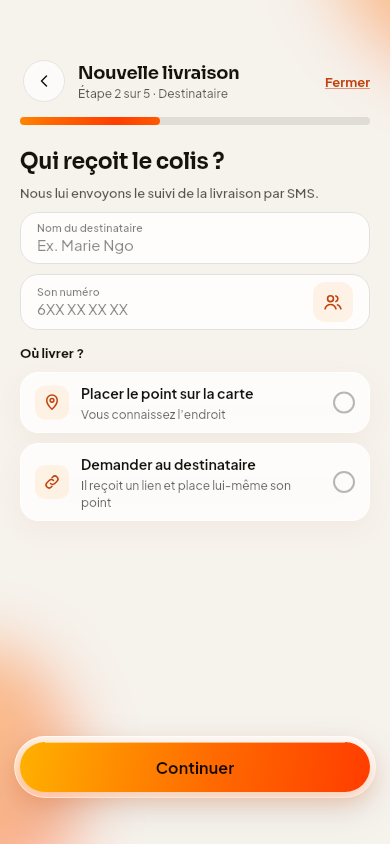 Nouvelle livraison
Étape 2 sur 5 · Destinataire
Fermer
Qui reçoit le colis ?
Nous lui envoyons le suivi de la livraison par SMS.
Nom du destinataire
Ex. Marie Ngo
Son numéro
6XX XX XX XX
Où livrer ?
Placer le point sur la carte
Vous connaissez l'endroit
Demander au destinataire
Il reçoit un lien et place lui-même son
point
Continuer